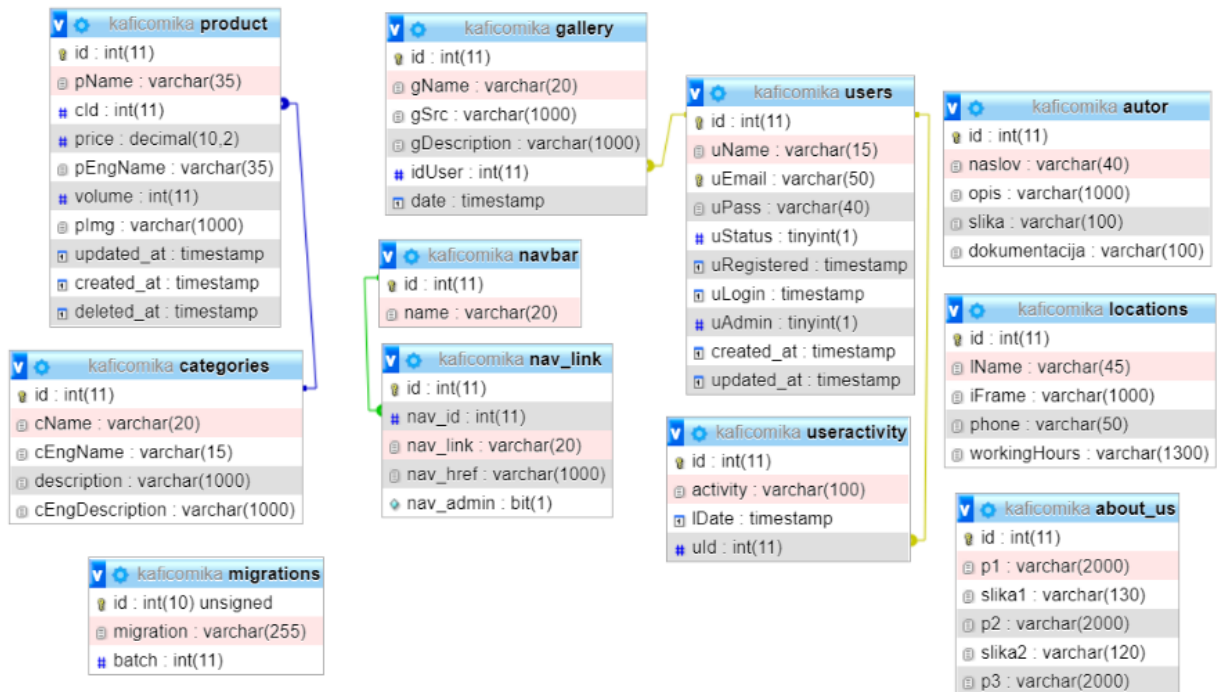 kaficomika product
id : int(11)
pName : varchar(35)
cId : int(11)
price : decimal(10,2)
pEngName : varchar(35)
volume : int(11)
pImg : varchar(1000)
updated_at : timestamp
created_at : timestamp
deleted_at : timestamp
kaficomika categories
id : int(11)
cName : varchar(20)
cEngName : varchar(15)
description : varchar(1000)
cEngDescription : varchar(1000)
kaficomika migrations
id : int(10) unsigned
migration : varchar(255)
batch : int(11)
kaficomika gallery
id : int(11)
gName : varchar(20)
gSrc : varchar(1000)
gDescription : varchar(1000)
idUser : int(11)
date : timestamp
kaficomika navbar
id : int(11)
name : varchar(20)
kaficomika nav_link
id : int(11)
nav_id : int(11)
nav_link : varchar(20)
nav_href : varchar(1000)
nav_admin : bit(1)
kaficomika users
id : int(11)
uName : varchar(15)
uEmail : varchar(50)
uPass : varchar(40)
uStatus : tinyint(1)
uRegistered : timestamp
uLogin : timestamp
uAdmin : tinyint(1)
created_at : timestamp
updated_at : timestamp
kaficomika useractivity
id : int(11)
activity : varchar(100)
lDate : timestamp
uId : int(11)
kaficomika autor
id : int(11)
naslov : varchar(40)
opis : varchar(1000)
slika : varchar(100)
dokumentacija : varchar(100)
kaficomika locations
id : int(11)
lName : varchar(45)
iFrame : varchar(1000)
phone : varchar(50)
workingHours : varchar(1300)
kaficomika about_us
id : int(11)
p1 : varchar(2000)
slika1 : varchar(130)
p2 : varchar(2000)
slika2 : varchar(120)
p3 : varchar(2000)